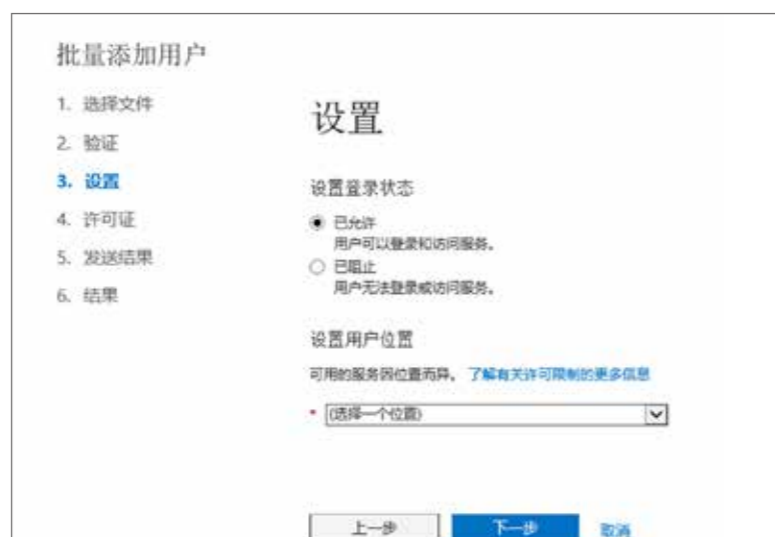 批量添加用户
1. 选择文件
2. 验证
3. 设置
4. 许可证
5. 发送结果
6. 结果
设置
设置登录状态
已允许
用户可以登录和访问服务。
已阻止
用户无法登录或访问服务。
设置用户位置
可用的服务因位置而异。 了解有关许可限制的更多信息
* (选择一个位置)
上一步 下一步 取消